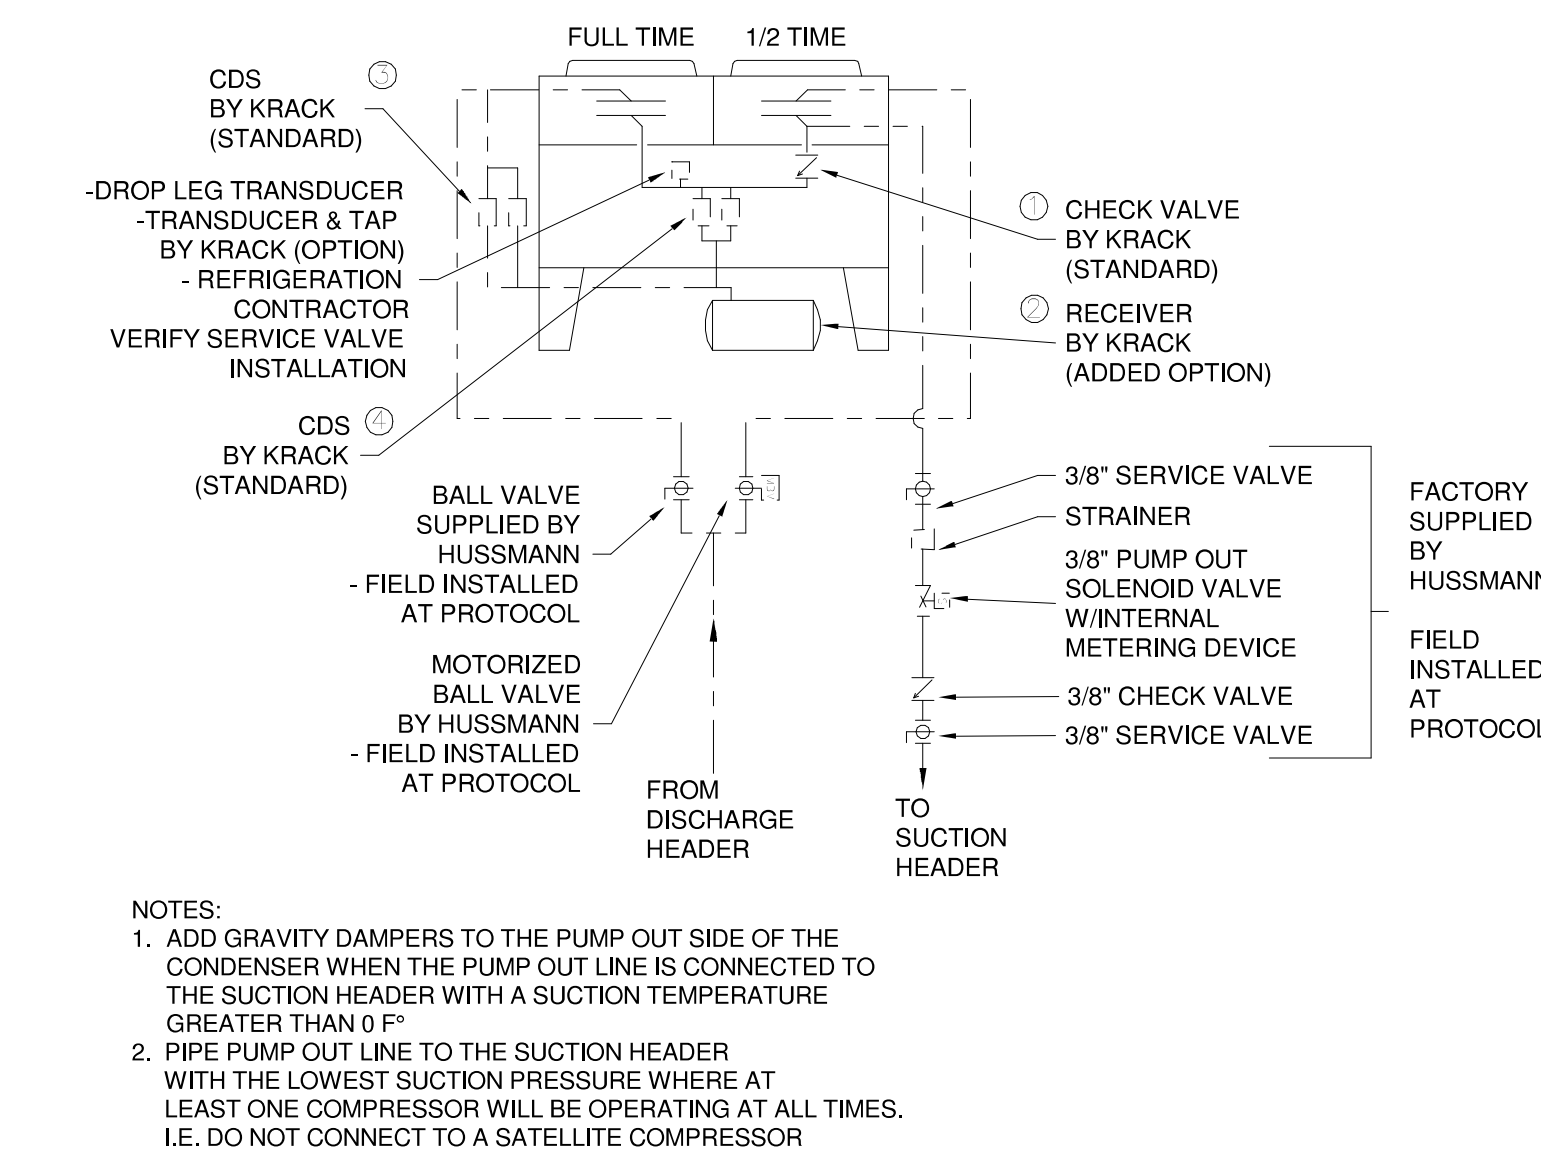 FULL TIME
1/2 TIME
CDS
BY KRACK
(STANDARD)
3
-DROP LEG TRANSDUCER
-TRANSDUCER & TAP
BY KRACK (OPTION)
- REFRIGERATION
CONTRACTOR
VERIFY SERVICE VALVE
INSTALLATION
CDS
BY KRACK
(STANDARD)
4
1
CHECK VALVE
BY KRACK
(STANDARD)
2
RECEIVER
BY KRACK
(ADDED OPTION)
BALL VALVE
SUPPLIED BY
HUSSMANN
- FIELD INSTALLED
AT PROTOCOL
MOTORIZED
BALL VALVE
BY HUSSMANN
- FIELD INSTALLED
AT PROTOCOL
FROM
DISCHARGE
HEADER
TO
SUCTION
HEADER
3/8" SERVICE VALVE
STRAINER
3/8" PUMP OUT
SOLENOID VALVE
W/INTERNAL
METERING DEVICE
3/8" CHECK VALVE
3/8" SERVICE VALVE
FACTORY
SUPPLIED
BY
HUSSMANN
FIELD
INSTALLED
AT
PROTOCOL
NOTES:
1. ADD GRAVITY DAMPERS TO THE PUMP OUT SIDE OF THE
CONDENSER WHEN THE PUMP OUT LINE IS CONNECTED TO
THE SUCTION HEADER WITH A SUCTION TEMPERATURE
GREATER THAN 0 F°
2. PIPE PUMP OUT LINE TO THE SUCTION HEADER
WITH THE LOWEST SUCTION PRESSURE WHERE AT
LEAST ONE COMPRESSOR WILL BE OPERATING AT ALL TIMES.
I.E. DO NOT CONNECT TO A SATELLITE COMPRESSOR